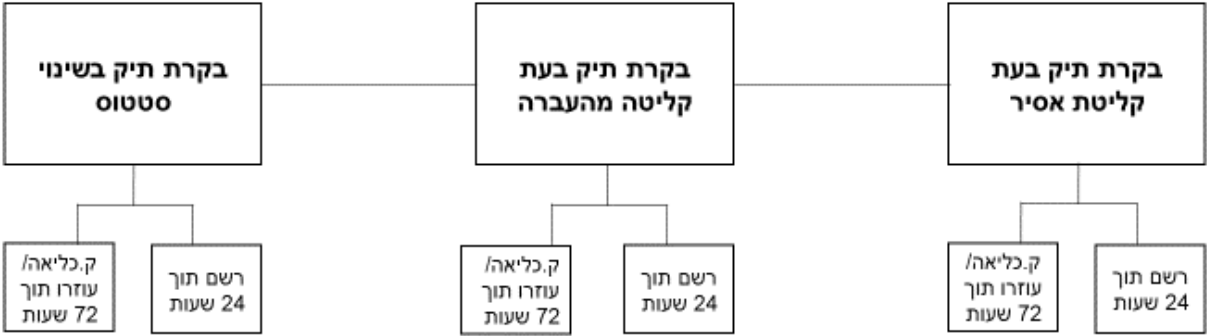 בקרת תיק בעת
קליטת אסיר
בקרת תיק בעת
קליטה מהעברה
בקרת תיק בשינוי
סטטוס
רשם תוך
24 שעות
ק.כליאה/
עוזרו תוך
72 שעות
רשם תוך
24 שעות
ק.כליאה/
עוזרו תוך
72 שעות
רשם תוך
24 שעות
ק.כליאה/
עוזרו תוך
72 שעות